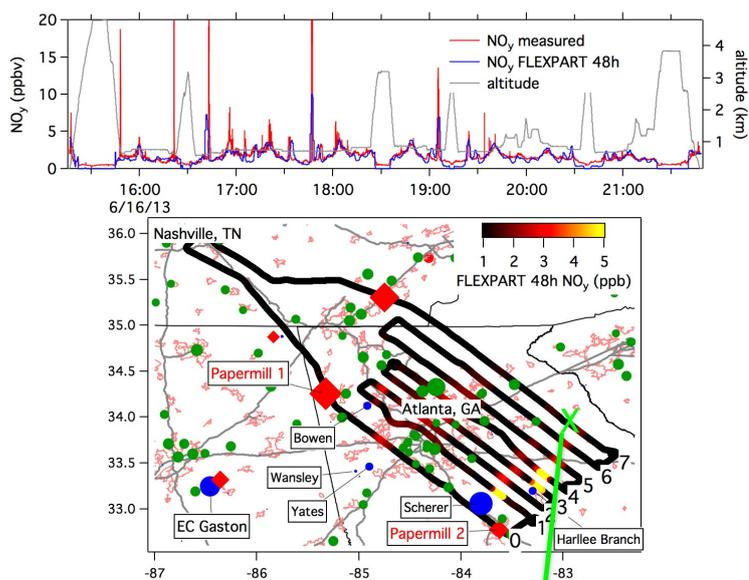 20
15
10
5
0
NOy (ppbv)
NOy measured
NOy FLEXPART 48h
altitude
4
3
2
1
altitude (km)
16:00 17:00 18:00 19:00 20:00 21:00
6/16/13
36.0
35.5
35.0
34.5
34.0
33.5
33.0
Nashville, TN
1 2 3 4 5
FLEXPART 48h NOy (ppb)
Papermill 1
Atlanta, GA
Bowen
Wansley
Yates
EC Gaston
Scherer
Papermill 2
Harllee Branch
0 1 2 3 4 5 6 7
-87 -86 -85 -84 -83